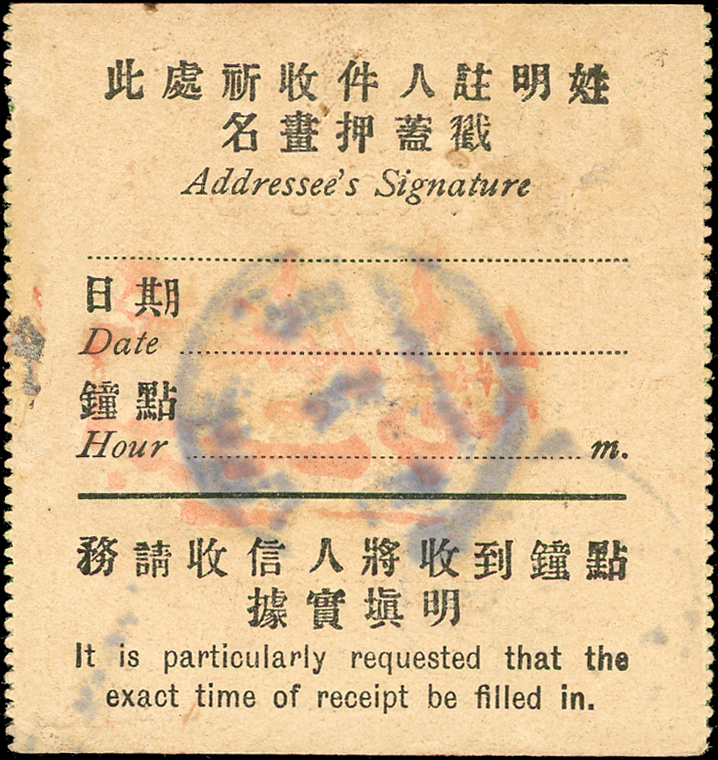 此處祈收件人註明姓
名畫押蓋戳
Addressee's Signature
日期
Date
鐘點
Hour m.
務請收信人將收到鐘點
據實塡明
It is particularly requested that the
exact time of receipt be filled in.